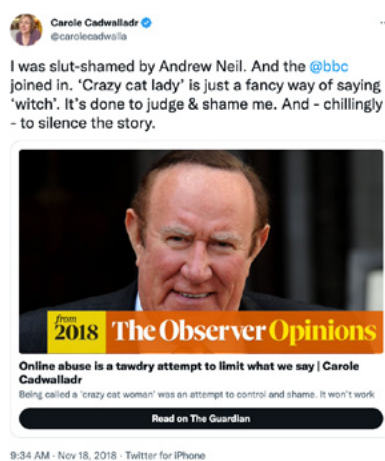 Carole Cadwalladr
@carolecadwalla
I was slut-shamed by Andrew Neil. And the @bbc
joined in. ‘Crazy cat lady’ is just a fancy way of saying
‘witch’. It’s done to judge & shame me. And - chillingly
- to silence the story.
from
2018
The Observer Opinions
Online abuse is a tawdry attempt to limit what we say | Carole
Cadwalladr
Being called a ‘crazy cat woman’ was an attempt to control and shame. It won’t work
Read on The Guardian
9:34 AM · Nov 18, 2018 · Twitter for iPhone